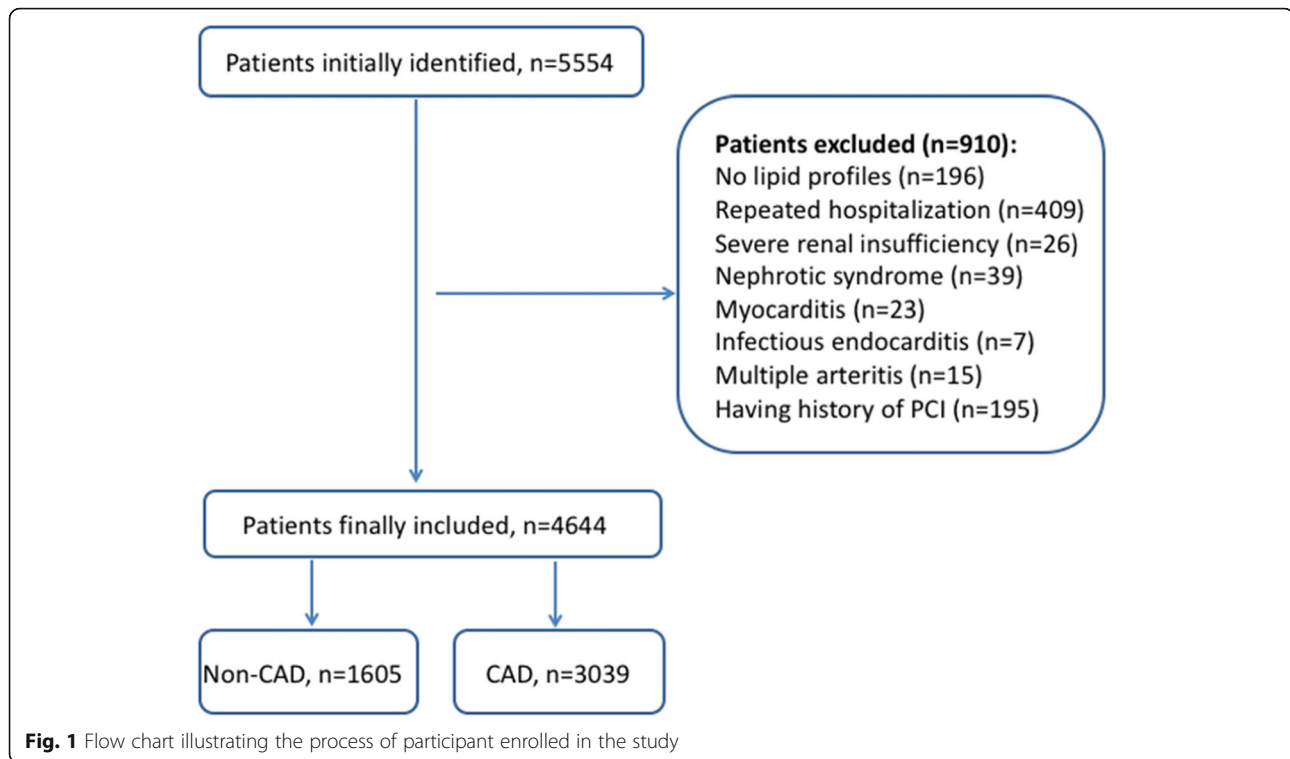 Patients initially identified, n=5554
Patients excluded (n=910):
No lipid profiles (n=196)
Repeated hospitalization (n=409)
Severe renal insufficiency (n=26)
Nephrotic syndrome (n=39)
Myocarditis (n=23)
Infectious endocarditis (n=7)
Multiple arteritis (n=15)
Having history of PCI (n=195)
Patients finally included, n=4644
Non-CAD, n=1605
CAD, n=3039
Fig. 1 Flow chart illustrating the process of participant enrolled in the study